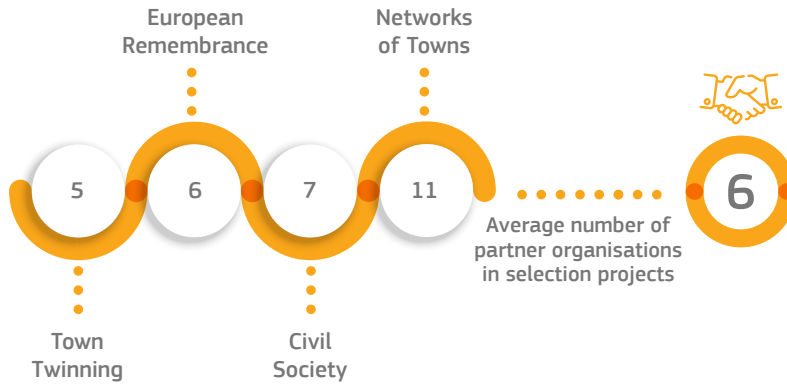 European
Remembrance
Networks
of Towns
5
6
7
11
6
Average number of
partner organisations
in selection projects
Town
Twinning
Civil
Society